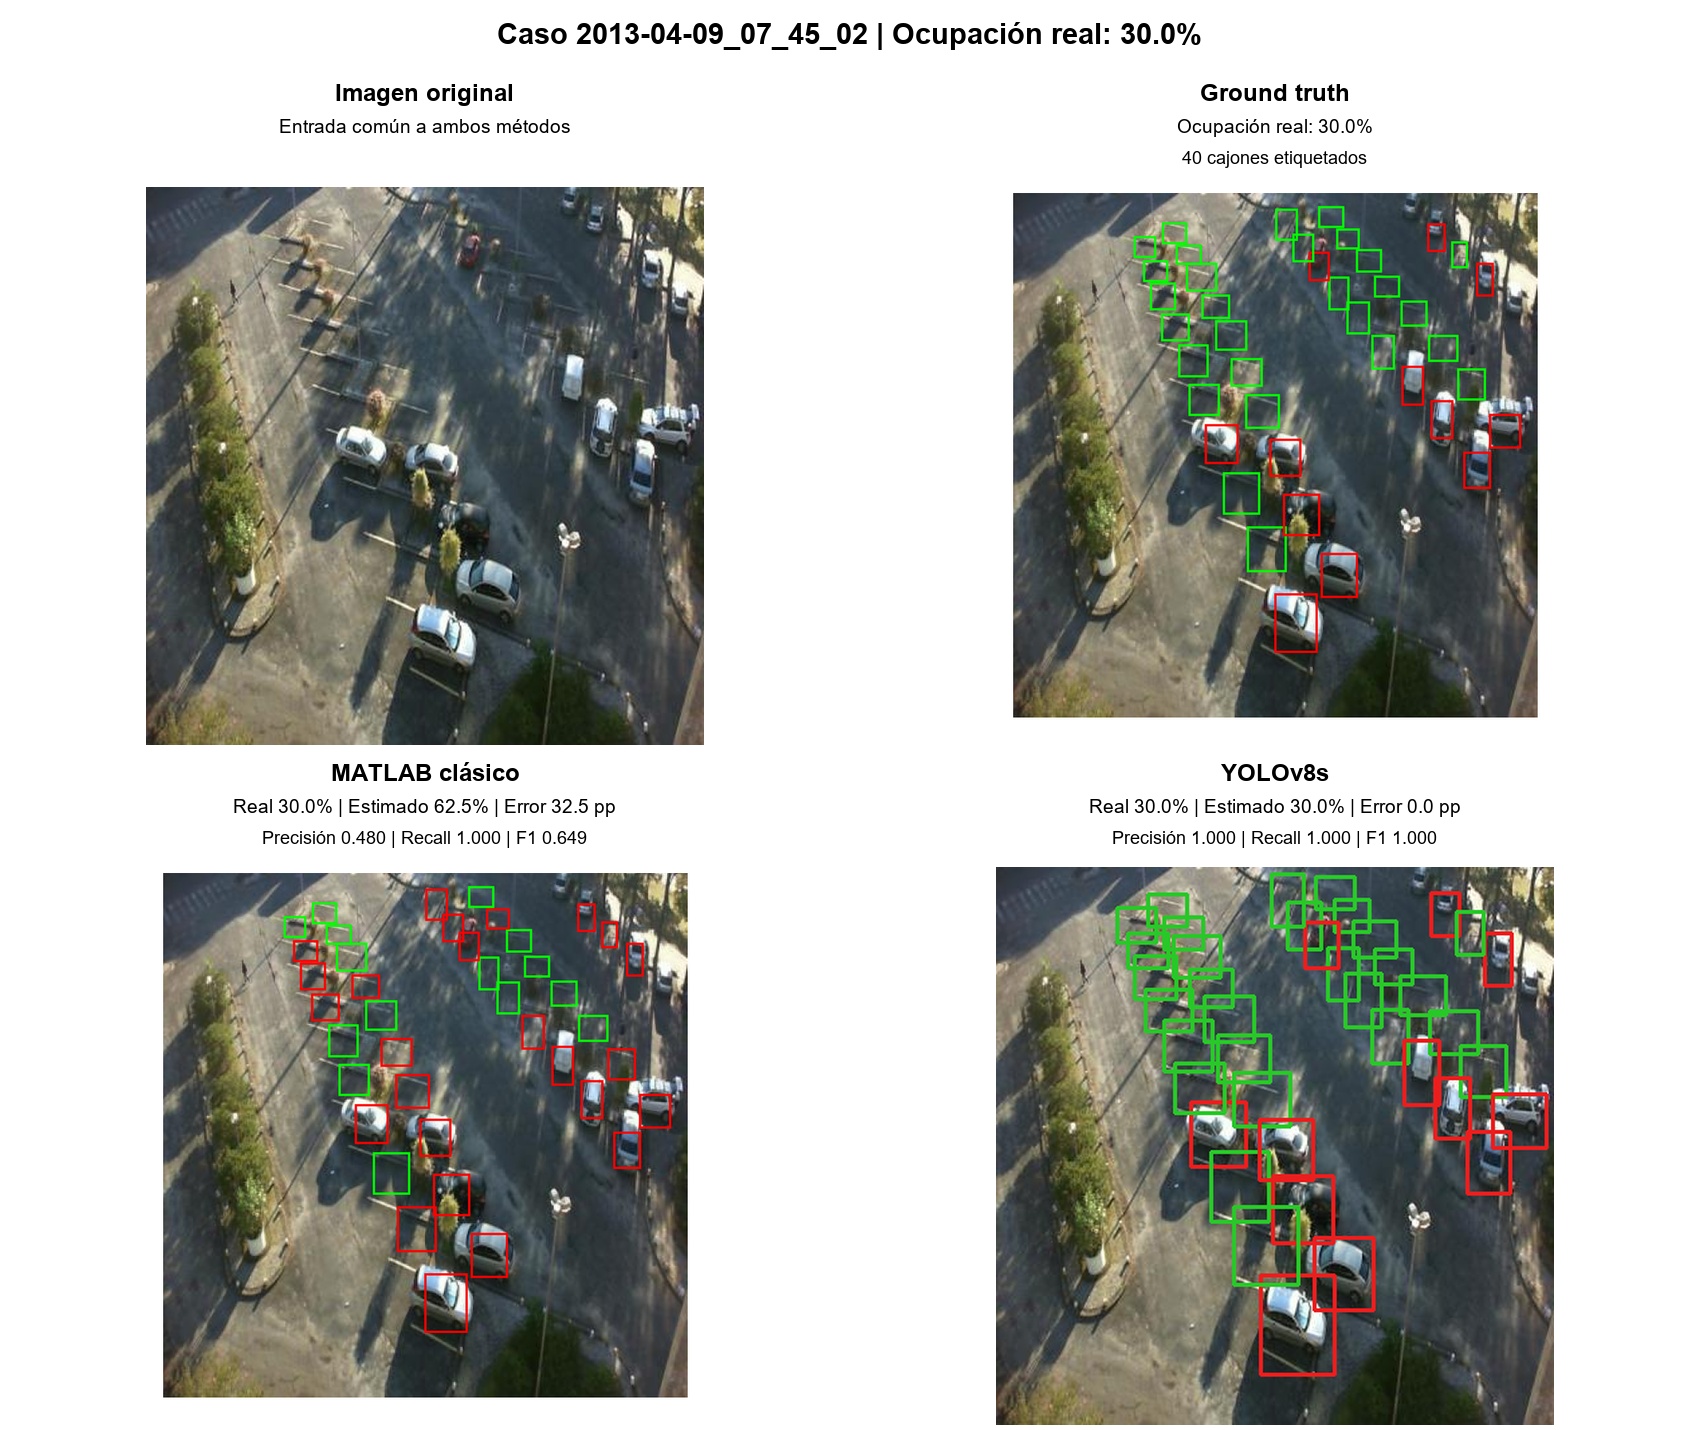 Caso 2013-04-09_07_45_02 | Ocupación real: 30.0%
Imagen original
Entrada común a ambos métodos
Ground truth
Ocupación real: 30.0%
40 cajones etiquetados
MATLAB clásico
Real 30.0% | Estimado 62.5% | Error 32.5 pp
Precisión 0.480 | Recall 1.000 | F1 0.649
YOLOv8s
Real 30.0% | Estimado 30.0% | Error 0.0 pp
Precisión 1.000 | Recall 1.000 | F1 1.000